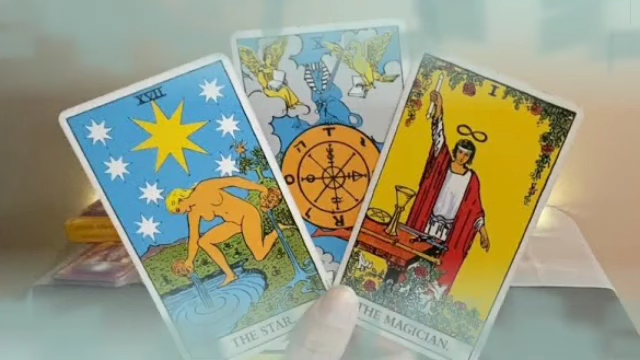 XVII
THE STAR.
X
T
A
R
O
I
THE MAGICIAN.